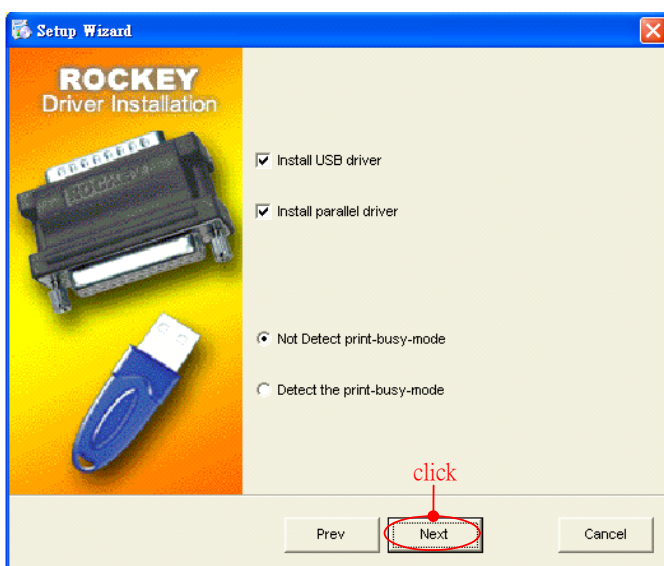 Setup Wizard
ROCKEY
Driver Installation
ROCKEY
Install USB driver
Install parallel driver
Not Detect print-busy-mode
Detect the print-busy-mode
click
Prev
Next
Cancel